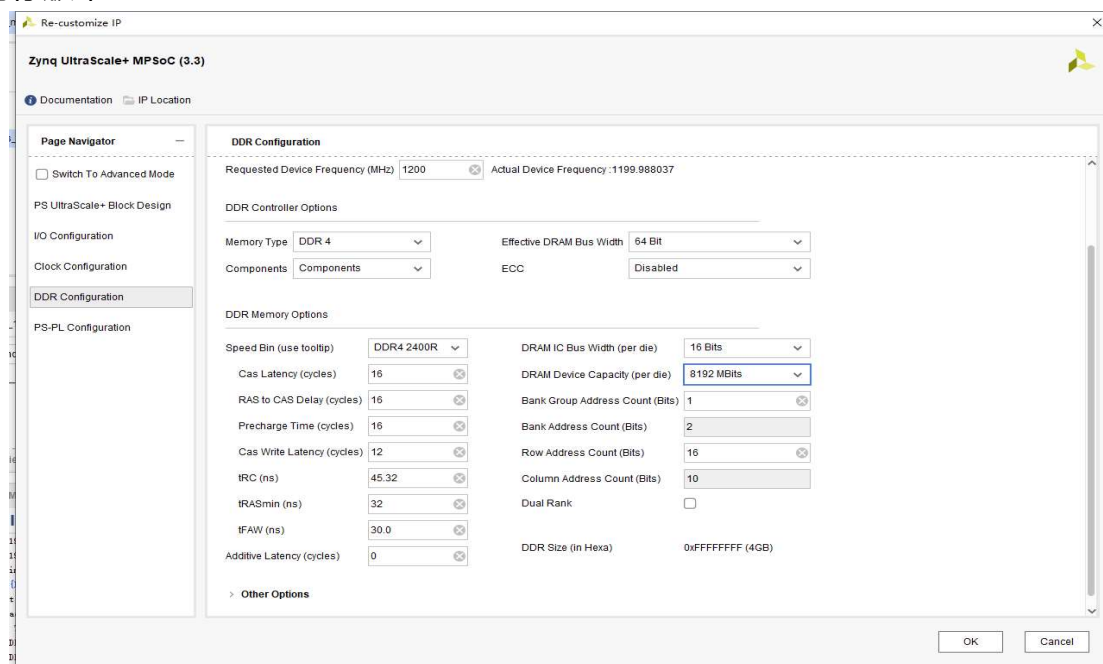 Re-customize IP
Zynq UltraScale+ MPSoC (3.3)
Documentation IP Location
Page Navigator
Switch To Advanced Mode
PS UltraScale+ Block Design
I/O Configuration
Clock Configuration
DDR Configuration
PS-PL Configuration
DDR Configuration
Requested Device Frequency (MHz) 1200 Actual Device Frequency :1199.988037
DDR Controller Options
Memory Type DDR 4 Effective DRAM Bus Width 64 Bit
Components Components ECC Disabled
DDR Memory Options
Speed Bin (use tooltip) DDR4 2400R DRAM IC Bus Width (per die) 16 Bits
Cas Latency (cycles) 16 DRAM Device Capacity (per die) 8192 MBits
RAS to CAS Delay (cycles) 16 Bank Group Address Count (Bits) 1
Precharge Time (cycles) 16 Bank Address Count (Bits) 2
Cas Write Latency (cycles) 12 Row Address Count (Bits) 16
tRC (ns) 45.32 Column Address Count (Bits) 10
tRASmin (ns) 32 Dual Rank
tFAW (ns) 30.0
Additive Latency (cycles) 0 DDR Size (in Hexa) 0xFFFFFFFF (4GB)
Other Options
OK Cancel